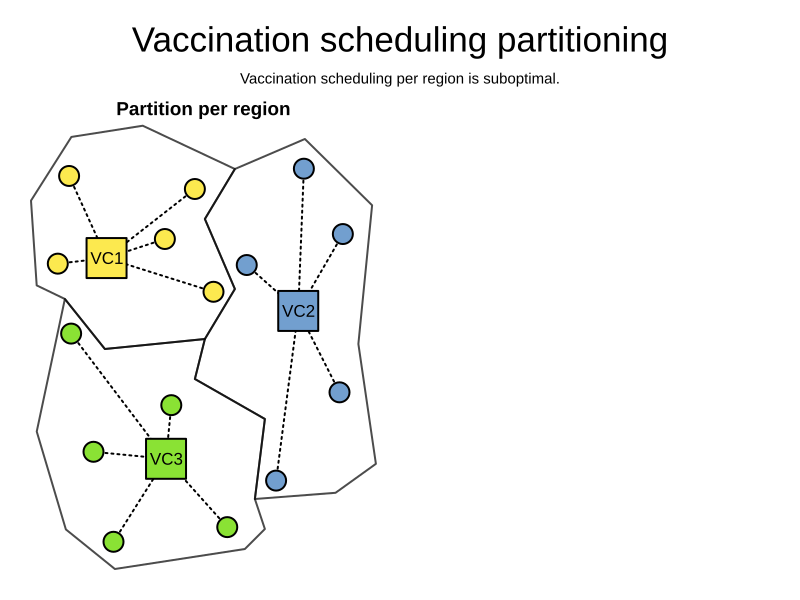 Vaccination scheduling partitioning
Vaccination scheduling per region is suboptimal.
Partition per region
VC1
VC2
VC3